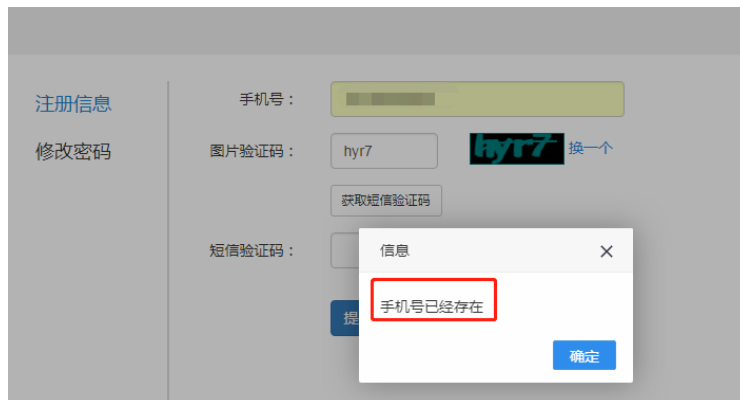 注册信息
修改密码
手机号：
图片验证码：
hyr7
hyr7
换一个
获取短信验证码
短信验证码：
提
信息
手机号已经存在
确定